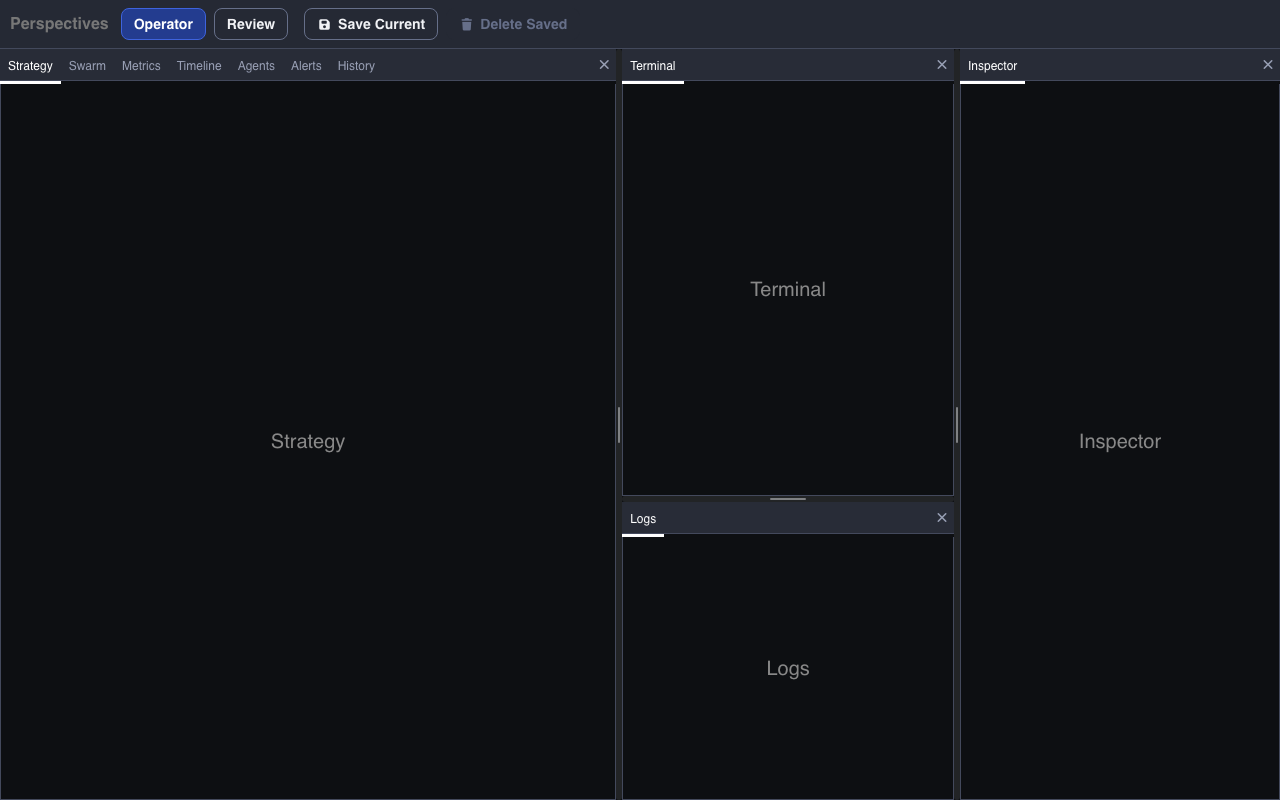 Perspectives Operator Review Save Current Delete Saved
Strategy Swarm Metrics Timeline Agents Alerts History
Strategy
Terminal
Terminal
Logs
Logs
Inspector
Inspector